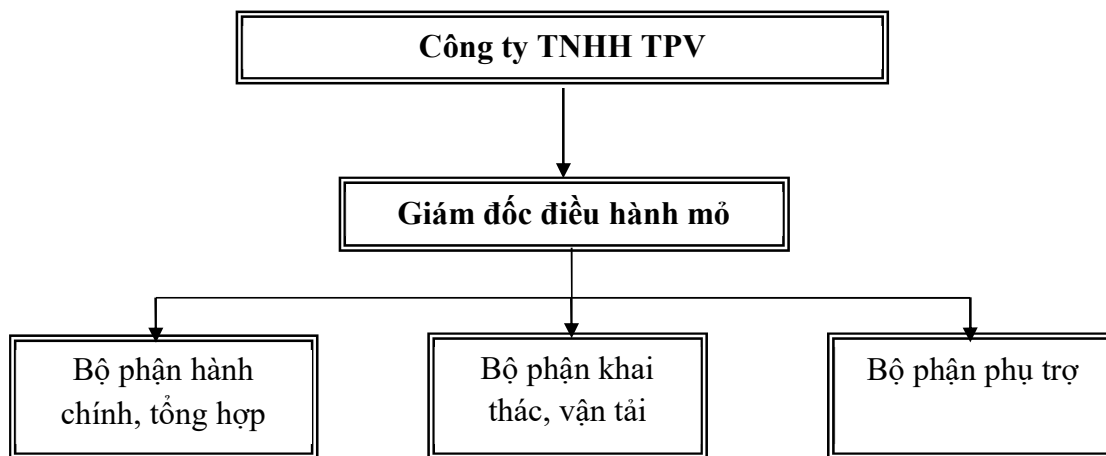 Công ty TNHH TPV
Giám đốc điều hành mỏ
Bộ phận hành
chính, tổng hợp
Bộ phận khai
thác, vận tải
Bộ phận phụ trợ